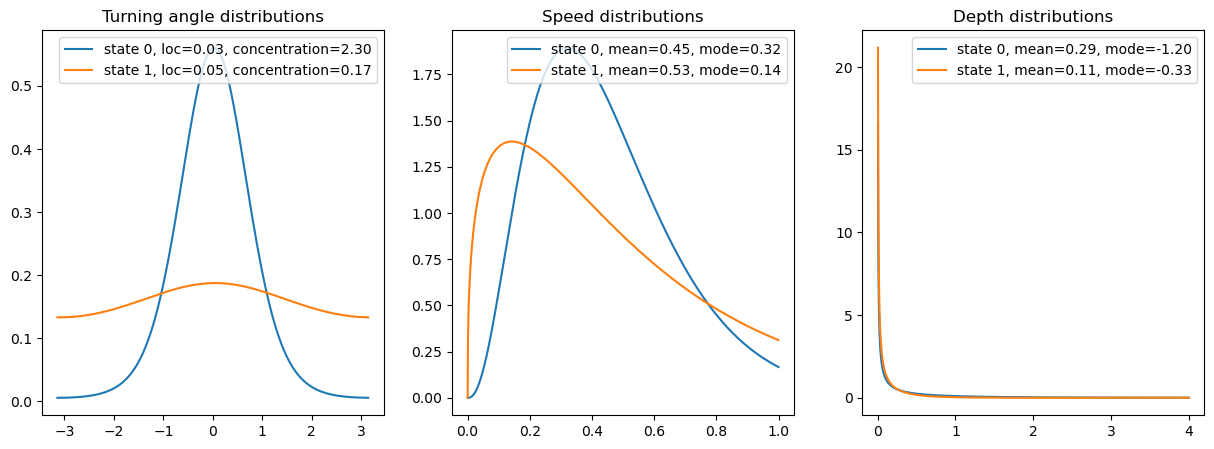 Turning angle distributions
state 0, loc=0.03, concentration=2.30
state 1, loc=0.05, concentration=0.17
0.5
0.4
0.3
0.2
0.1
0.0
−3 −2 −1 0 1 2 3
Speed distributions
state 0, mean=0.45, mode=0.32
state 1, mean=0.53, mode=0.14
1.75
1.50
1.25
1.00
0.75
0.50
0.25
0.00
0.0 0.2 0.4 0.6 0.8 1.0
Depth distributions
state 0, mean=0.29, mode=-1.20
state 1, mean=0.11, mode=-0.33
20
15
10
5
0
0 1 2 3 4